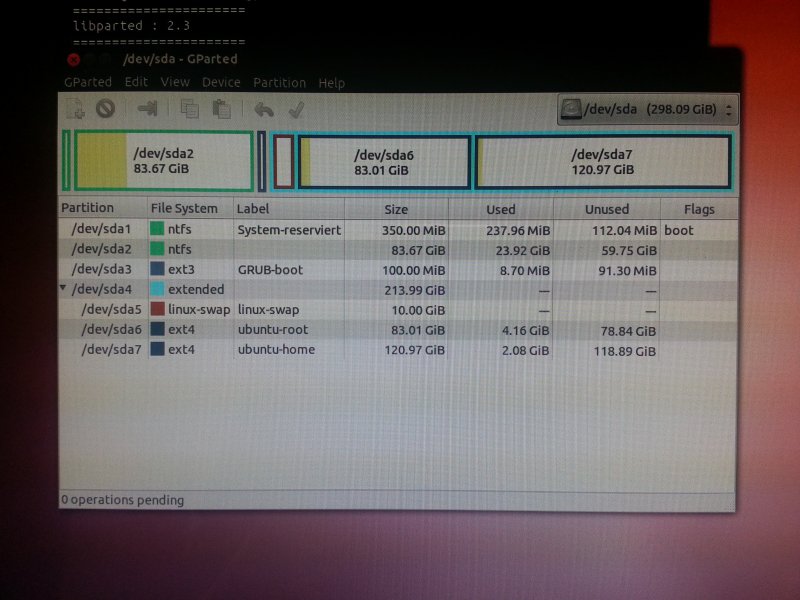 =======================
libparted : 2.3
=======================
/dev/sda - GParted
GParted Edit View Device Partition Help
/dev/sda (298.09 GiB)
/dev/sda2
83.67 GiB
/dev/sda6
83.01 GiB
/dev/sda7
120.97 GiB
Partition File System Label Size Used Unused Flags
/dev/sda1 ntfs System-reserviert 350.00 MiB 237.96 MiB 112.04 MiB boot
/dev/sda2 ntfs 83.67 GiB 23.92 GiB 59.75 GiB
/dev/sda3 ext3 GRUB-boot 100.00 MiB 8.70 MiB 91.30 MiB
/dev/sda4 extended 213.99 GiB — —
/dev/sda5 linux-swap linux-swap 10.00 GiB — —
/dev/sda6 ext4 ubuntu-root 83.01 GiB 4.16 GiB 78.84 GiB
/dev/sda7 ext4 ubuntu-home 120.97 GiB 2.08 GiB 118.89 GiB
0 operations pending